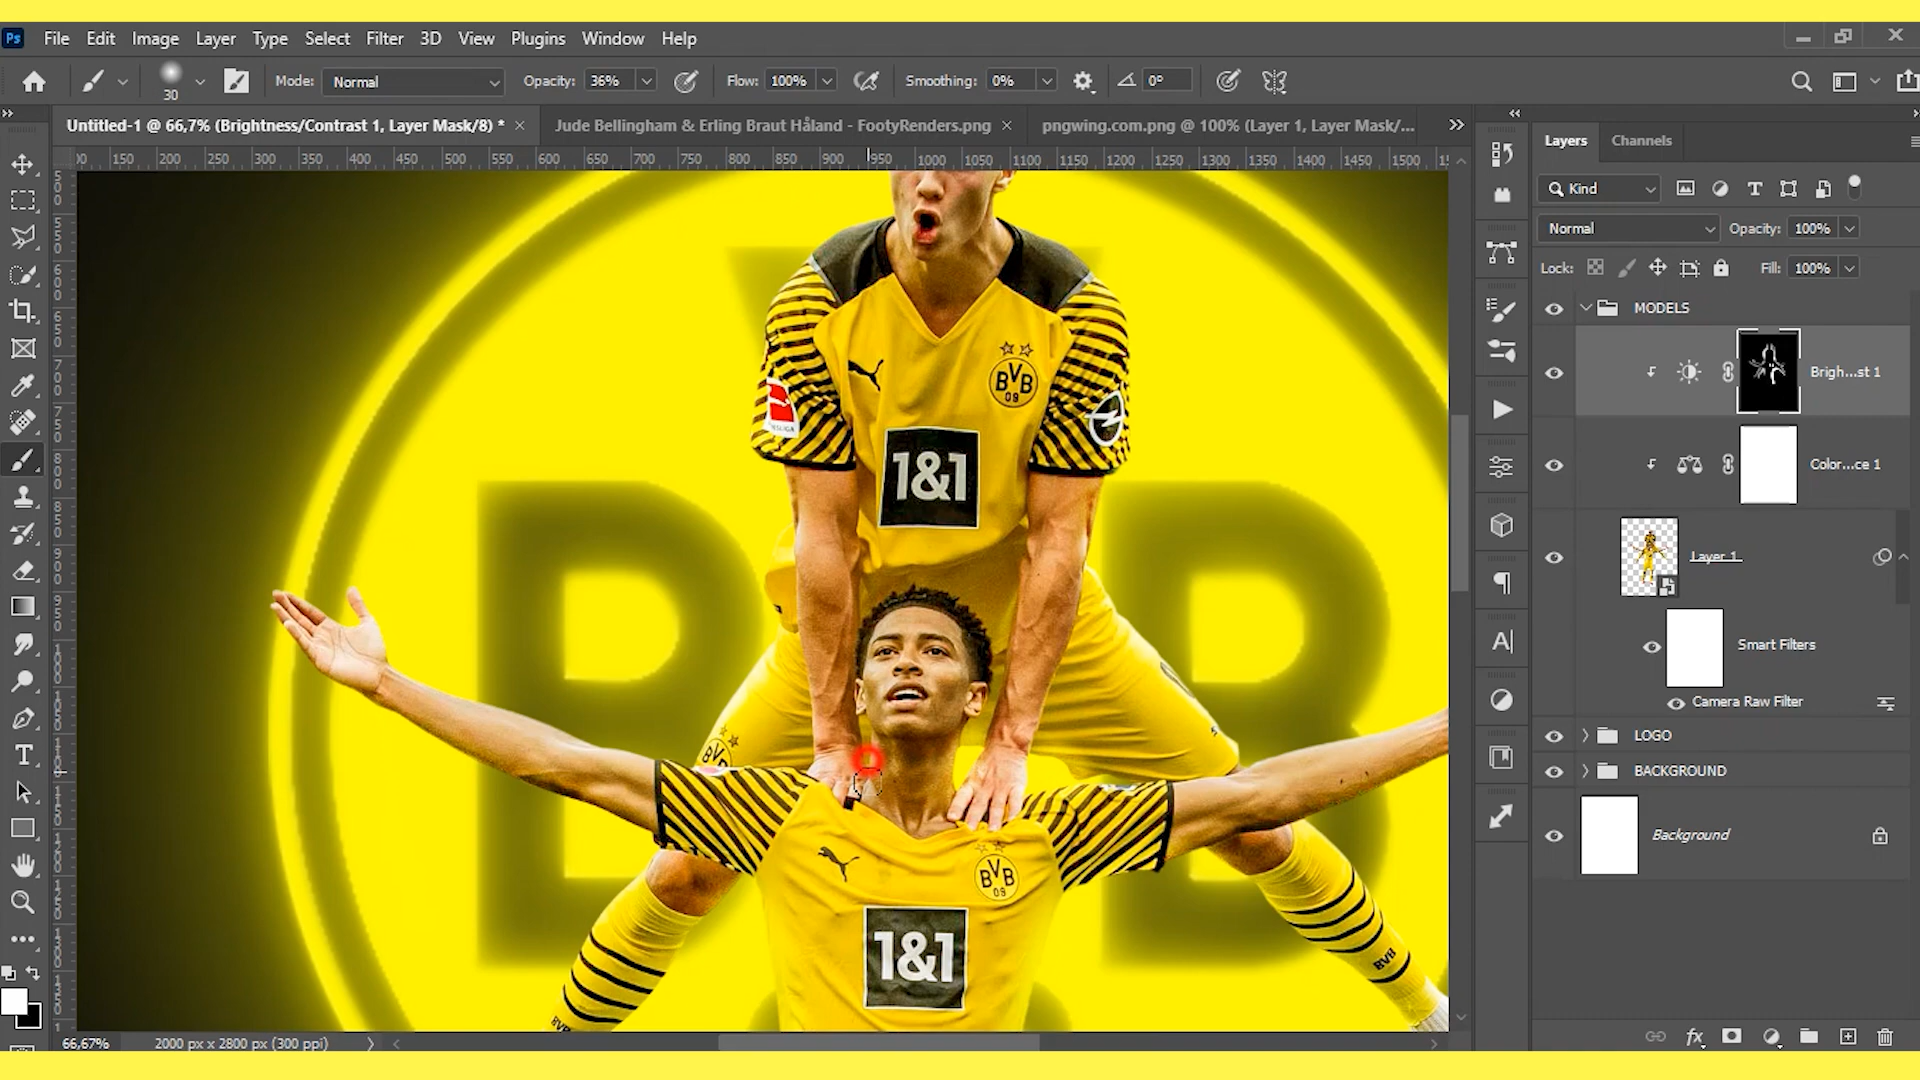 Ps File Edit Image Layer Type Select Filter 3D View Plugins Window Help
30 Mode: Normal Opacity: 36% Flow: 100% Smoothing: 0% 0°
Untitled-1 @ 66,7% (Brightness/Contrast 1, Layer Mask/8) *
Jude Bellingham & Erling Braut Håland - FootyRenders.png
pngwing.com.png @ 100% (Layer 1, Layer Mask/...
150 200 250 300 350 400 450 500 550 600 650 700 750 800 850 900 950 1000 1050 1100 1150 1200 1250 1300 1350 1400 1450 1500
Layers Channels
Kind
Normal Opacity: 100%
Lock: Fill: 100%
MODELS
Brigh...st 1
Color...ce 1
Layer 1
Smart Filters
Camera Raw Filter
LOGO
BACKGROUND
Background
BVB
09
1&1
B B
BVB
09
1&1
BVB
66,67% 2000 px x 2800 px (300 ppi)